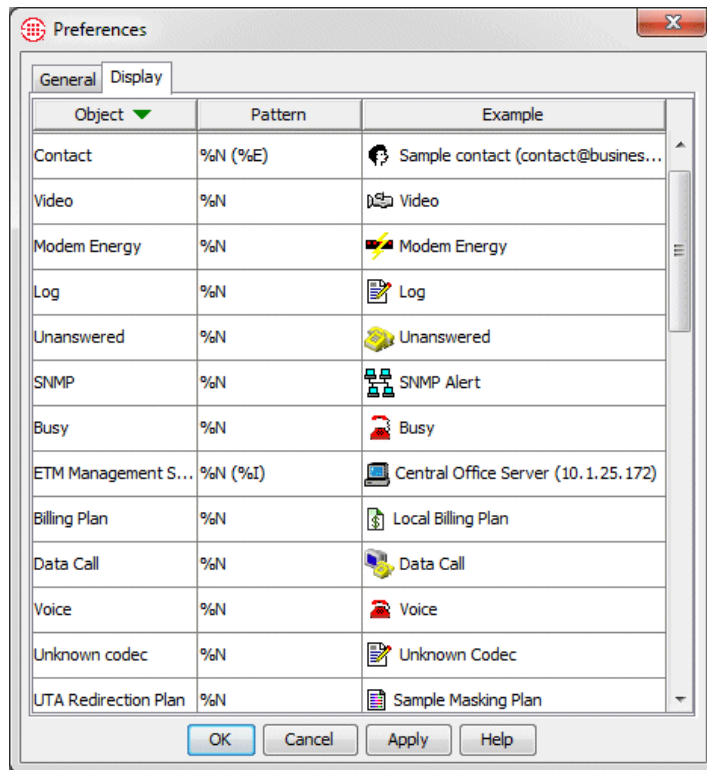 Preferences
General Display
Object Pattern Example
Contact %N (%E) Sample contact (contact@busines...
Video %N Video
Modem Energy %N Modem Energy
Log %N Log
Unanswered %N Unanswered
SNMP %N SNMP Alert
Busy %N Busy
ETM Management S... %N (%I) Central Office Server (10.1.25.172)
Billing Plan %N Local Billing Plan
Data Call %N Data Call
Voice %N Voice
Unknown codec %N Unknown Codec
UTA Redirection Plan %N Sample Masking Plan
OK Cancel Apply Help